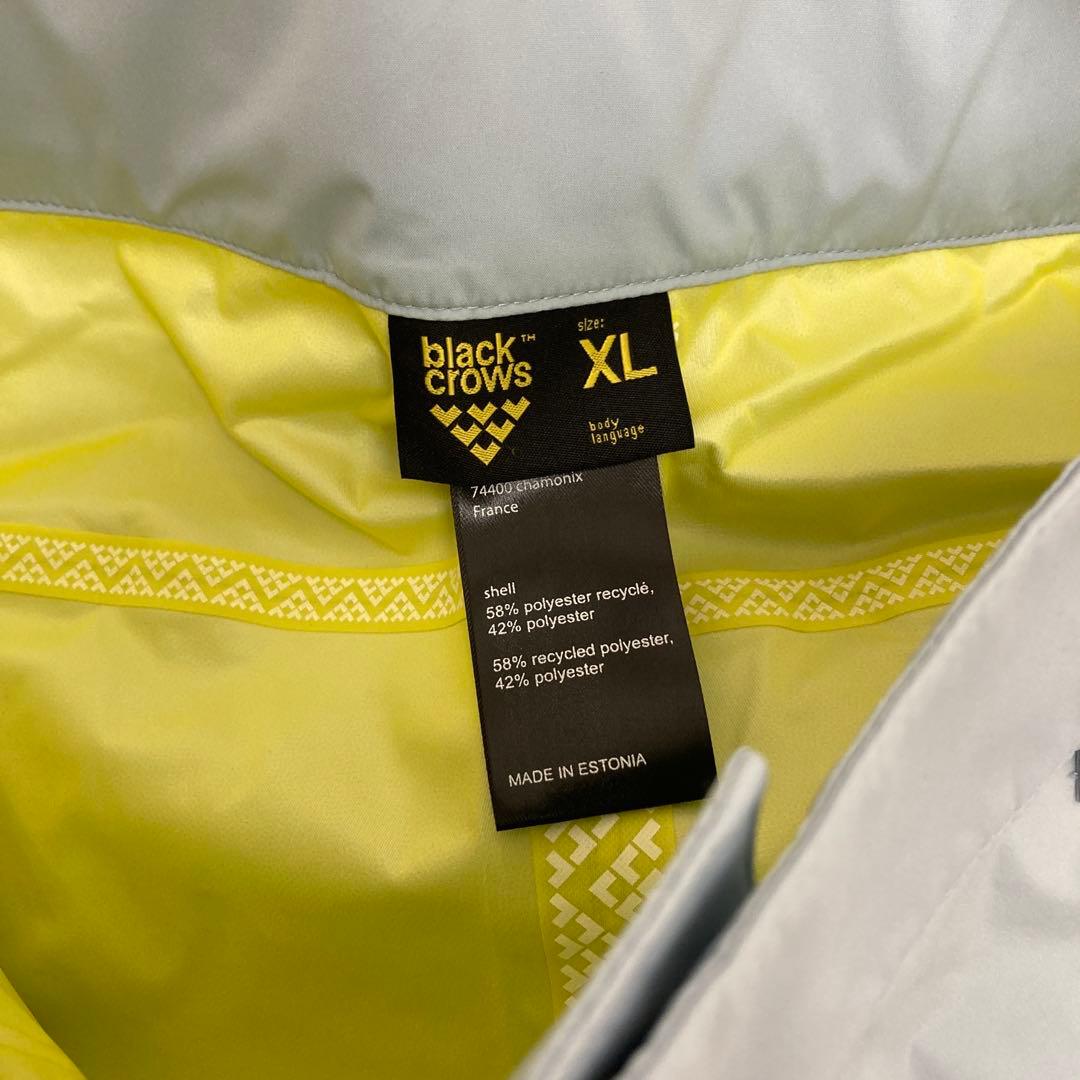 black™
crows
size:
XL
body
language
74400 chamonix
France
shell
58% polyester recyclé,
42% polyester
58% recycled polyester,
42% polyester
MADE IN ESTONIA